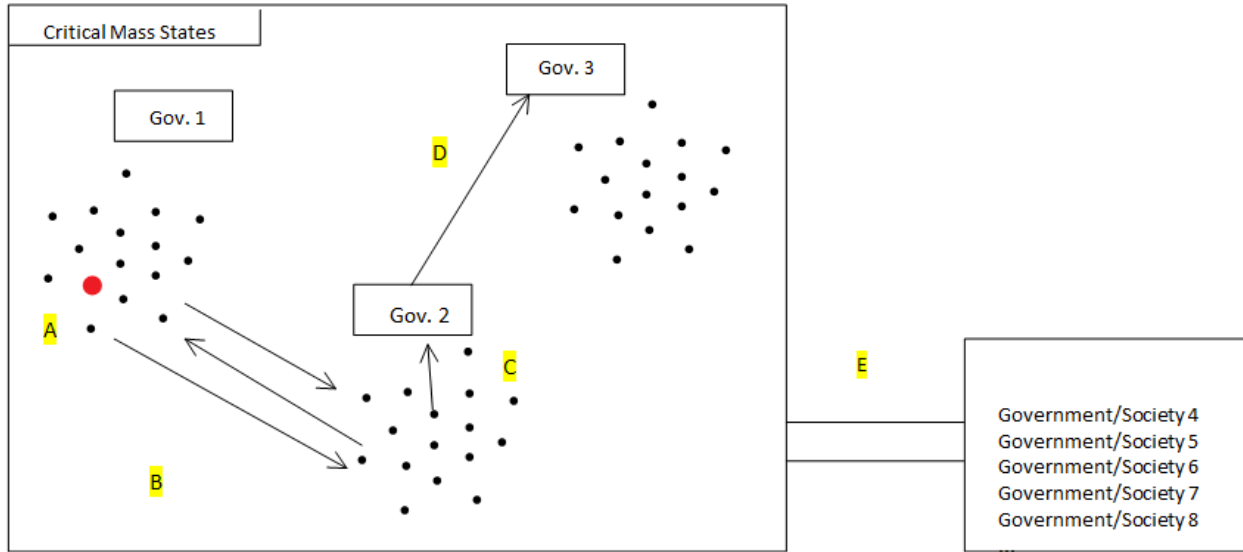 Critical Mass States
Gov. 3
Gov. 1
D
Gov. 2
A
C
E
B
Government/Society 4
Government/Society 5
Government/Society 6
Government/Society 7
Government/Society 8
...